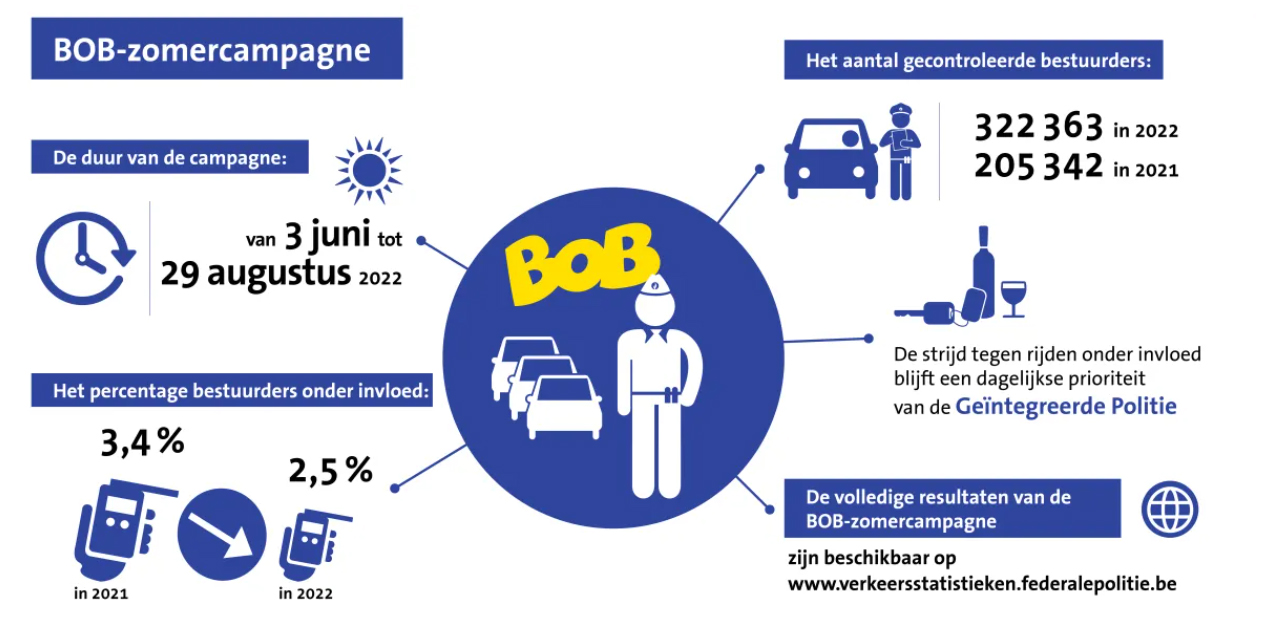 BOB-zomercampagne
De duur van de campagne:
van 3 juni tot
29 augustus 2022
Het percentage bestuurders onder invloed:
3,4 %
2,5 %
in 2021
in 2022
BOB
Het aantal gecontroleerde bestuurders:
322 363 in 2022
205 342 in 2021
De strijd tegen rijden onder invloed
blijft een dagelijkse prioriteit
van de Geïntegreerde Politie
De volledige resultaten van de
BOB-zomercampagne
zijn beschikbaar op
www.verkeersstatistieken.federalepolitie.be